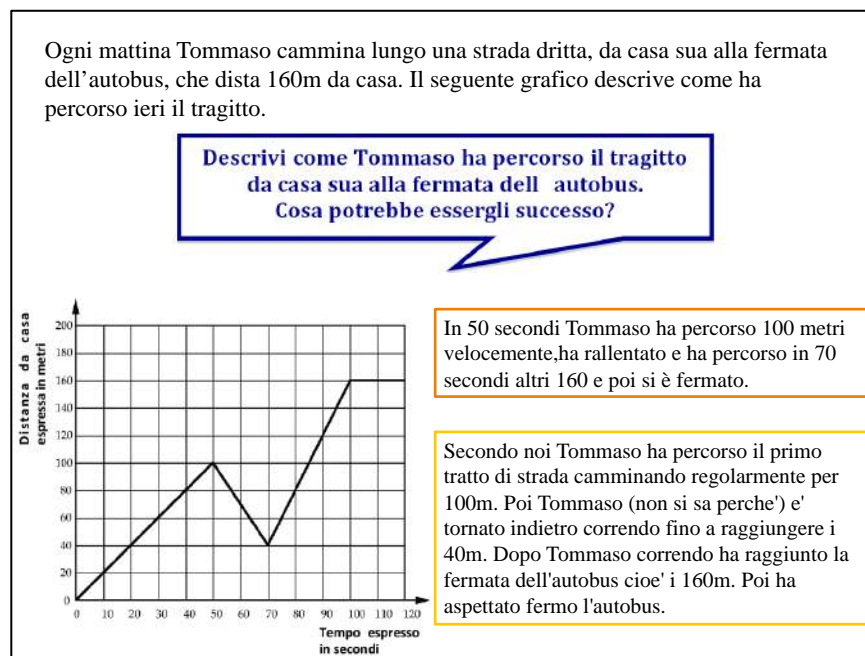 Ogni mattina Tommaso cammina lungo una strada dritta, da casa sua alla fermata
dell'autobus, che dista 160m da casa. Il seguente grafico descrive come ha
percorso ieri il tragitto.
Descrivi come Tommaso ha percorso il tragitto
da casa sua alla fermata dell autobus.
Cosa potrebbe essergli successo?
Distanza da casa
espressa in metri
200
180
160
140
120
100
80
60
40
20
0
0 10 20 30 40 50 60 70 80 90 100 110 120
Tempo espresso
in secondi
In 50 secondi Tommaso ha percorso 100 metri
velocemente,ha rallentato e ha percorso in 70
secondi altri 160 e poi si è fermato.
Secondo noi Tommaso ha percorso il primo
tratto di strada camminando regolarmente per
100m. Poi Tommaso (non si sa perche') e'
tornato indietro correndo fino a raggiungere i
40m. Dopo Tommaso correndo ha raggiunto la
fermata dell'autobus cioe' i 160m. Poi ha
aspettato fermo l'autobus.